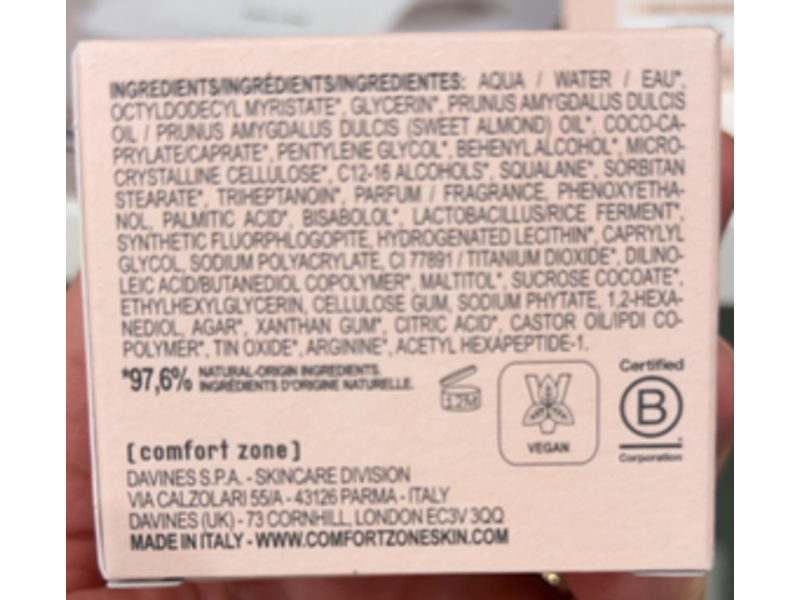 INGREDIENTS/INGRÉDIENTS/INGREDIENTES: AQUA / WATER / EAU*,
OCTYLDODECYL MYRISTATE*, GLYCERIN*, PRUNUS AMYGDALUS DULCIS
OIL / PRUNUS AMYGDALUS DULCIS (SWEET ALMOND) OIL*, COCO-CA-
PRYLATE/CAPRATE*, PENTYLENE GLYCOL*, BEHENYL ALCOHOL*, MICRO-
CRYSTALLINE CELLULOSE*, C12-16 ALCOHOLS*, SQUALANE*, SORBITAN
STEARATE*, TRIHEPTANOIN*, PARFUM / FRAGRANCE, PHENOXYETHA-
NOL, PALMITIC ACID*, BISABOLOL*, LACTOBACILLUS/RICE FERMENT*,
SYNTHETIC FLUORPHLOGOPITE, HYDROGENATED LECITHIN*, CAPRYLYL
GLYCOL, SODIUM POLYACRYLATE, CI 77891 / TITANIUM DIOXIDE*, DILINO-
LEIC ACID/BUTANEDIOL COPOLYMER*, MALTITOL*, SUCROSE COCOATE*,
ETHYLHEXYLGLYCERIN, CELLULOSE GUM, SODIUM PHYTATE, 1,2-HEXA-
NEDIOL, AGAR*, XANTHAN GUM*, CITRIC ACID*, CASTOR OIL/IPDI CO-
POLYMER*, TIN OXIDE*, ARGININE*, ACETYL HEXAPEPTIDE-1.
*97,6% NATURAL-ORIGIN INGREDIENTS.
INGRÉDIENTS D'ORIGINE NATURELLE.
12M
VEGAN
Certified
B
Corporation
[ comfort zone ]
DAVINES S.P.A. - SKINCARE DIVISION
VIA CALZOLARI 55/A - 43126 PARMA - ITALY
DAVINES (UK) - 73 CORNHILL, LONDON EC3V 3QQ
MADE IN ITALY - WWW.COMFORTZONESKIN.COM